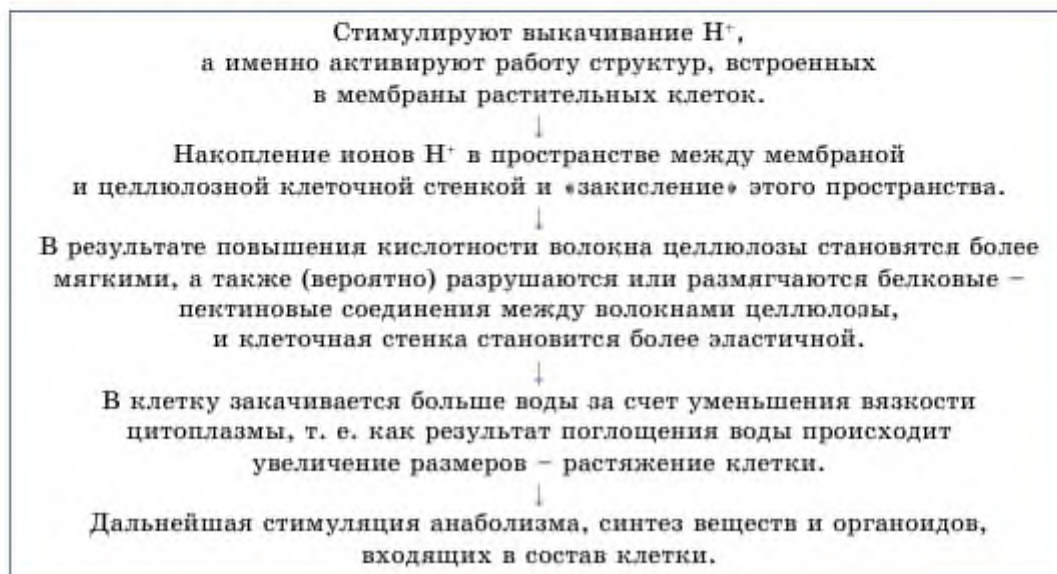 Стимулируют выкачивание H⁺,
а именно активируют работу структур, встроенных
в мембраны растительных клеток.
↓
Накопление ионов H⁺ в пространстве между мембраной
и целлюлозной клеточной стенкой и «закисление» этого пространства.
↓
В результате повышения кислотности волокна целлюлозы становятся более
мягкими, а также (вероятно) разрушаются или размягчаются белковые –
пектиновые соединения между волокнами целлюлозы,
и клеточная стенка становится более эластичной.
↓
В клетку закачивается больше воды за счет уменьшения вязкости
цитоплазмы, т. е. как результат поглощения воды происходит
увеличение размеров – растяжение клетки.
↓
Дальнейшая стимуляция анаболизма, синтез веществ и органоидов,
входящих в состав клетки.